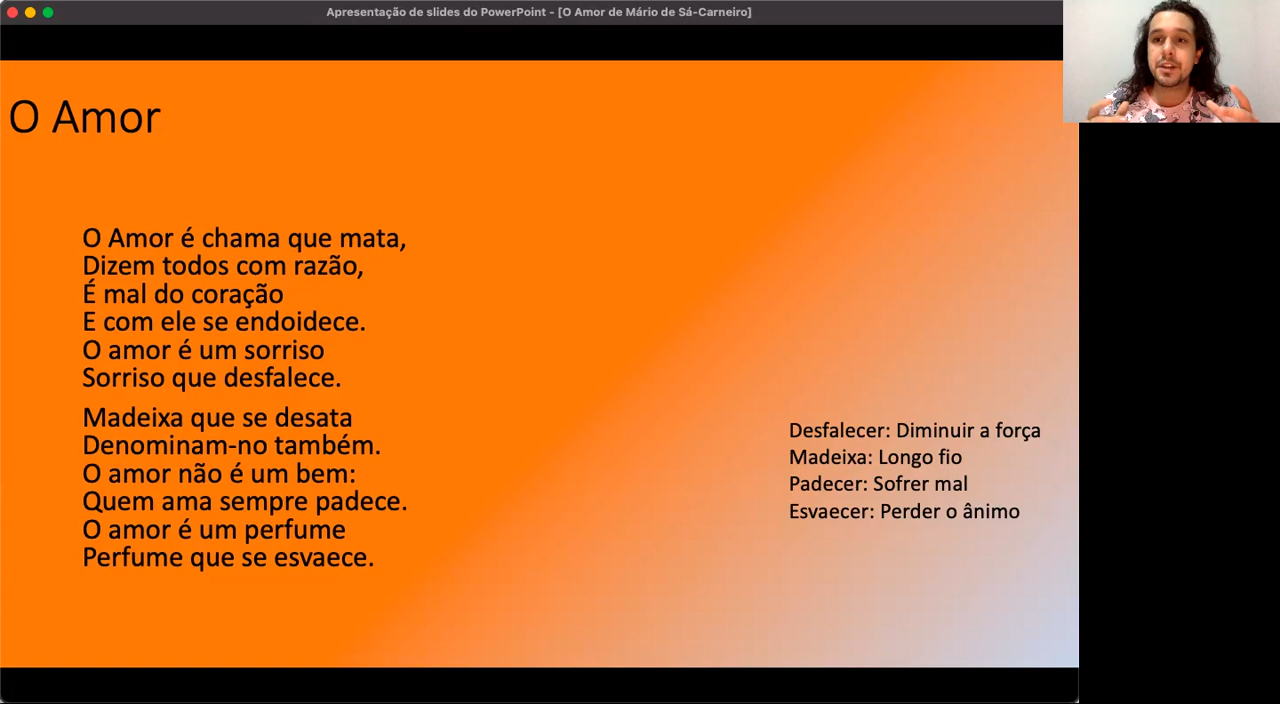 Apresentação de slides do PowerPoint - [O Amor de Mário de Sá-Carneiro]
O Amor
O Amor é chama que mata,
Dizem todos com razão,
É mal do coração
E com ele se endoidece.
O amor é um sorriso
Sorriso que desfalece.
Madeixa que se desata
Denominam-no também.
O amor não é um bem:
Quem ama sempre padece.
O amor é um perfume
Perfume que se esvaece.
Desfalecer: Diminuir a força
Madeixa: Longo fio
Padecer: Sofrer mal
Esvaecer: Perder o ânimo